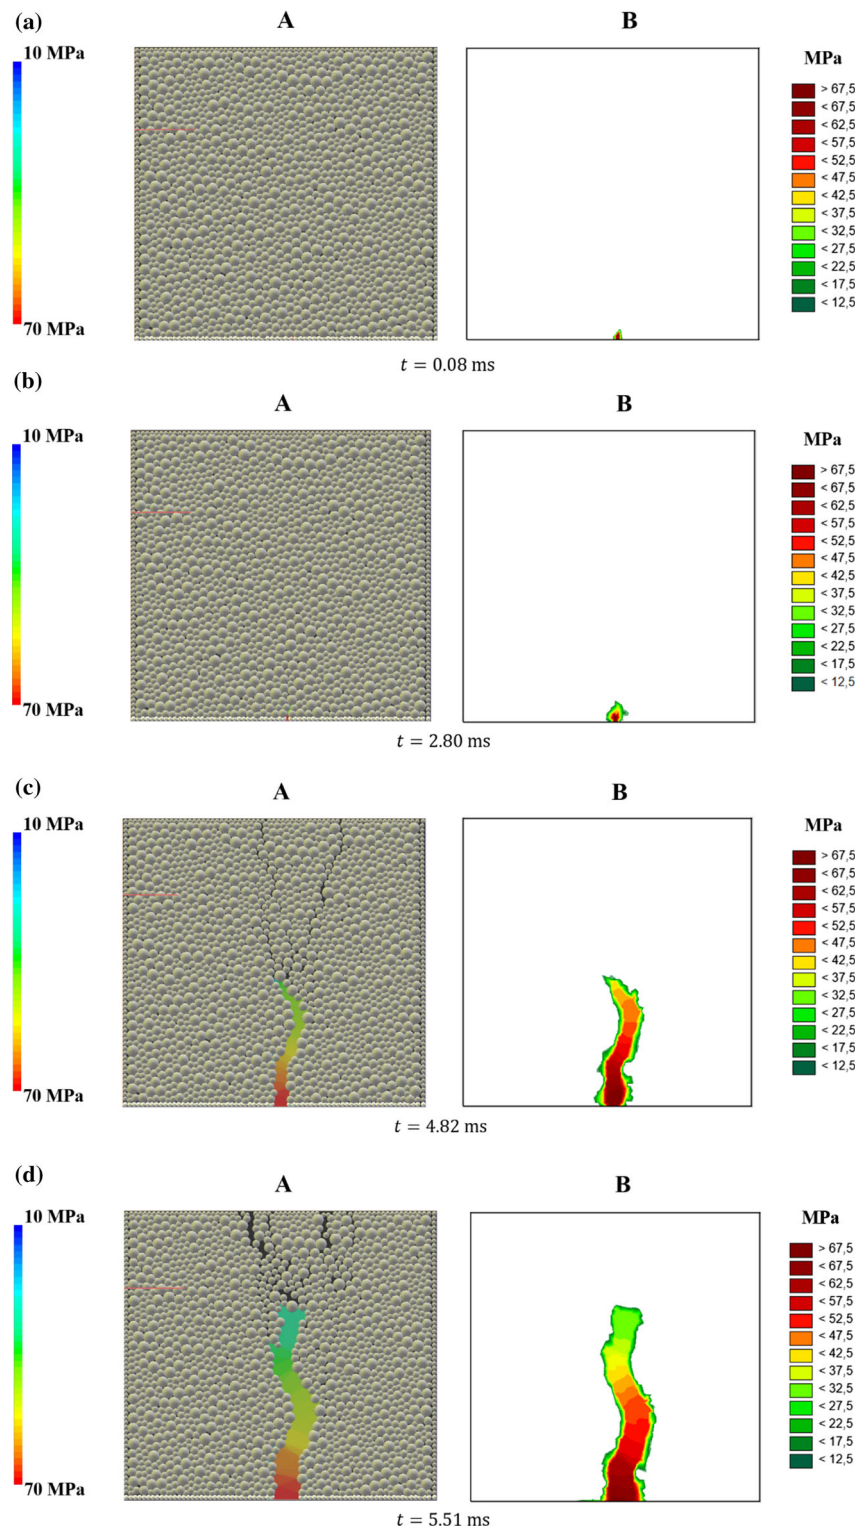 (a)
A
B
10 MPa
70 MPa
MPa
> 67,5
< 67,5
< 62,5
< 57,5
< 52,5
< 47,5
< 42,5
< 37,5
< 32,5
< 27,5
< 22,5
< 17,5
< 12,5
t = 0.08 ms
(b)
A
B
10 MPa
70 MPa
MPa
> 67,5
< 67,5
< 62,5
< 57,5
< 52,5
< 47,5
< 42,5
< 37,5
< 32,5
< 27,5
< 22,5
< 17,5
< 12,5
t = 2.80 ms
(c)
A
B
10 MPa
70 MPa
MPa
> 67,5
< 67,5
< 62,5
< 57,5
< 52,5
< 47,5
< 42,5
< 37,5
< 32,5
< 27,5
< 22,5
< 17,5
< 12,5
t = 4.82 ms
(d)
A
B
10 MPa
70 MPa
MPa
> 67,5
< 67,5
< 62,5
< 57,5
< 52,5
< 47,5
< 42,5
< 37,5
< 32,5
< 27,5
< 22,5
< 17,5
< 12,5
t = 5.51 ms